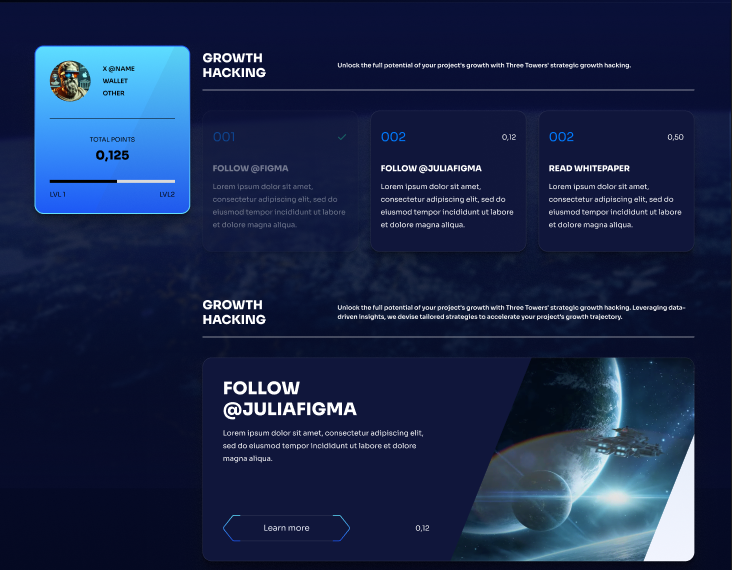 X @NAME
WALLET
OTHER
TOTAL POINTS
0,125
LVL 1
LVL2
GROWTH
HACKING
Unlock the full potential of your project's growth with Three Towers' strategic growth hacking.
001
FOLLOW @FIGMA
Lorem ipsum dolor sit amet,
consectetur adipiscing elit, sed do
eiusmod tempor incididunt ut labore
et dolore magna aliqua.
002
0,12
FOLLOW @JULIAFIGMA
Lorem ipsum dolor sit amet,
consectetur adipiscing elit, sed do
eiusmod tempor incididunt ut labore
et dolore magna aliqua.
002
0,50
READ WHITEPAPER
Lorem ipsum dolor sit amet,
consectetur adipiscing elit, sed do
eiusmod tempor incididunt ut labore
et dolore magna aliqua.
GROWTH
HACKING
Unlock the full potential of your project's growth with Three Towers' strategic growth hacking. Leveraging data-
driven insights, we devise tailored strategies to accelerate your project's growth trajectory.
FOLLOW
@JULIAFIGMA
Lorem ipsum dolor sit amet, consectetur adipiscing elit,
sed do eiusmod tempor incididunt ut labore et dolore
magna aliqua.
Learn more
0,12